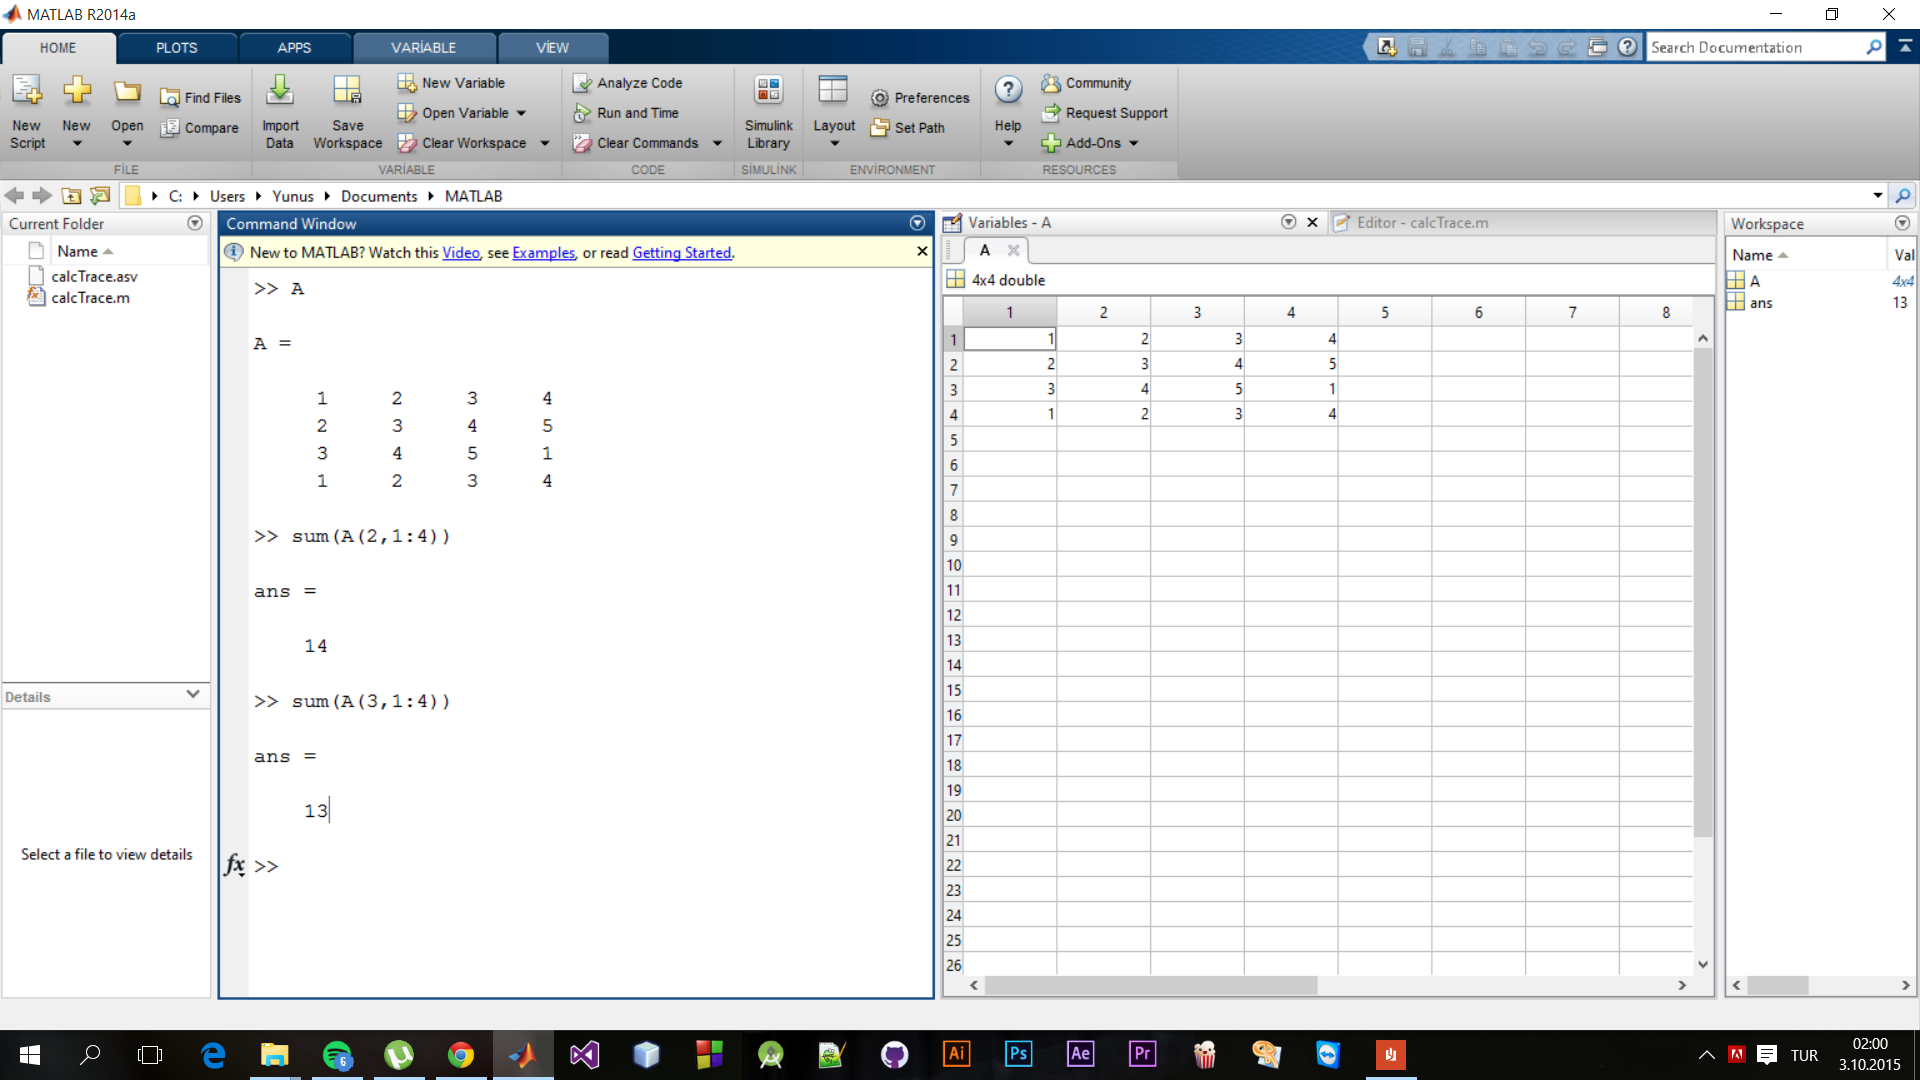 MATLAB R2014a
HOME PLOTS APPS VARİABLE VİEW
Search Documentation
New Script
New
Open
Find Files
Compare
FİLE
Import Data
Save Workspace
New Variable
Open Variable
Clear Workspace
VARİABLE
Analyze Code
Run and Time
Clear Commands
CODE
Simulink Library
SİMULİNK
Layout
Preferences
Set Path
ENVİRONMENT
Help
Community
Request Support
Add-Ons
RESOURCES
C: Users Yunus Documents MATLAB
Current Folder
Name
calcTrace.asv
calcTrace.m
Details
Select a file to view details
Command Window
New to MATLAB? Watch this Video, see Examples, or read Getting Started.
>> A
A =
1 2 3 4
2 3 4 5
3 4 5 1
1 2 3 4
>> sum(A(2,1:4))
ans =
14
>> sum(A(3,1:4))
ans =
13
fx >>
Variables - A
Editor - calcTrace.m
A
4x4 double
1 2 3 4 5 6 7 8
1 1 2 3 4
2 2 3 4 5
3 3 4 5 1
4 1 2 3 4
5
6
7
8
9
10
11
12
13
14
15
16
17
18
19
20
21
22
23
24
25
26
Workspace
Name Val
A 4x4
ans 13
6
Ai Ps Ae Pr
TUR
02:00
3.10.2015